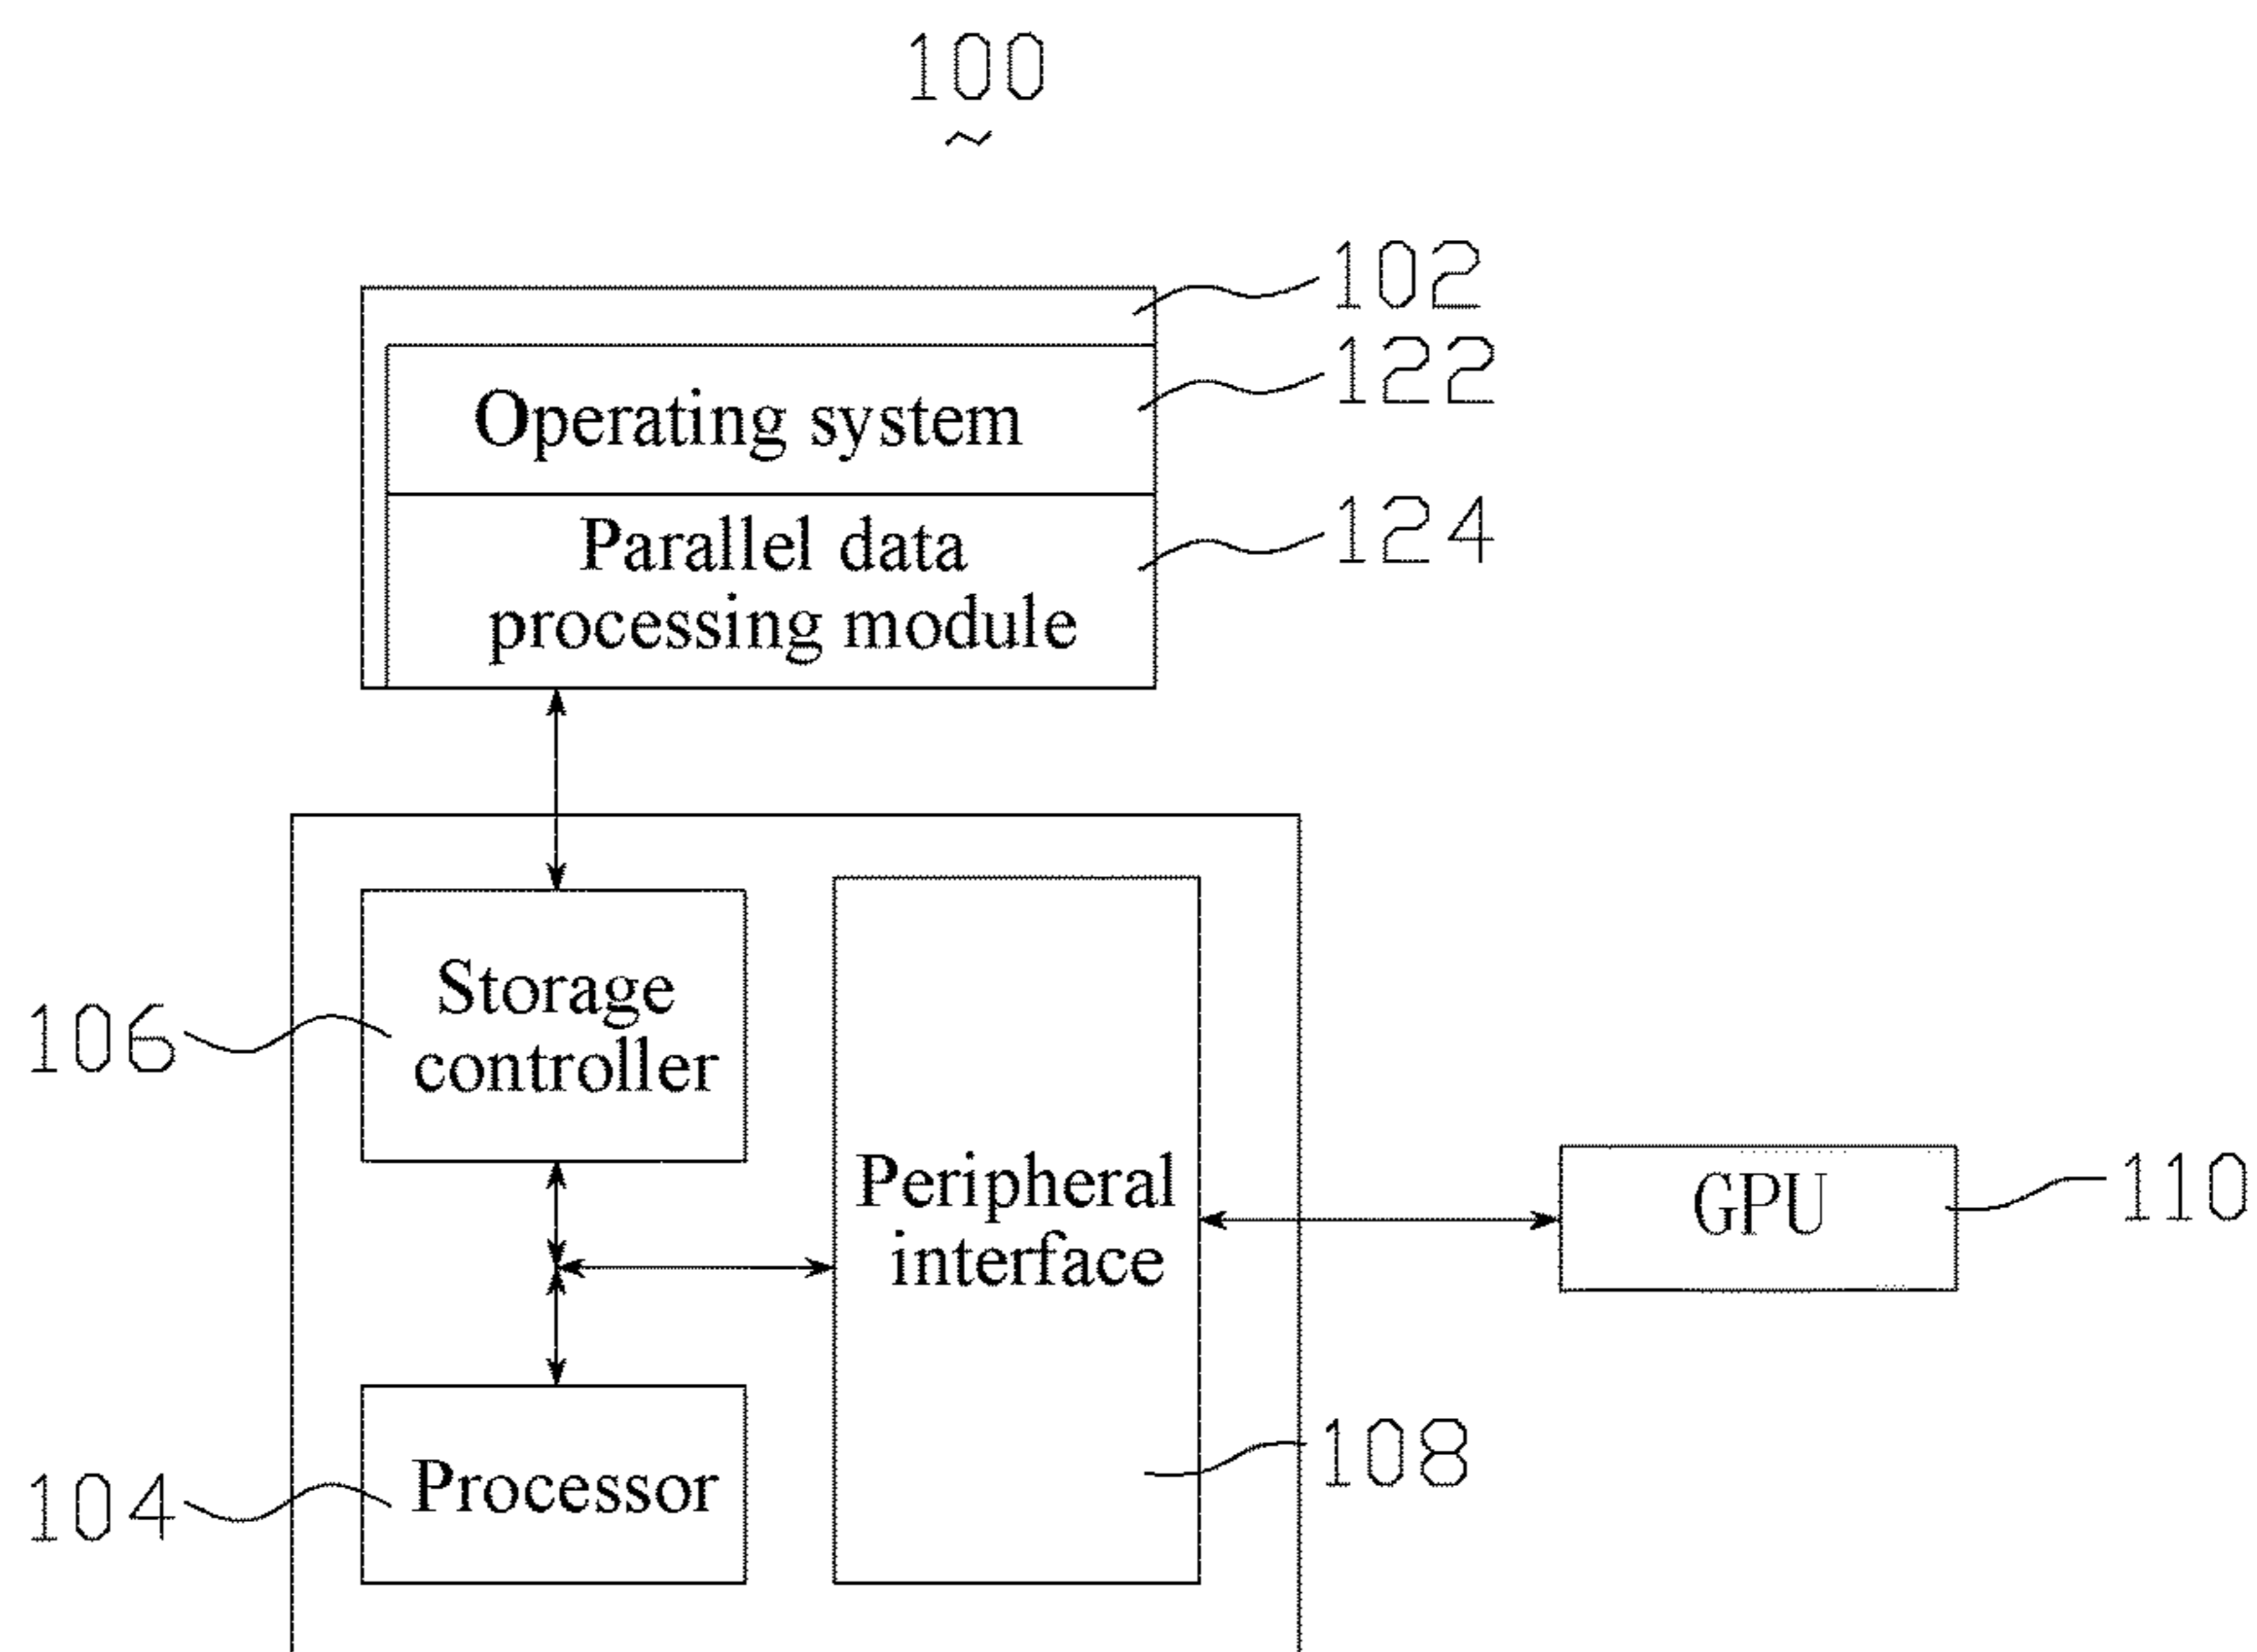 100
~
102
Operating system
122
Parallel data
processing module
124
Storage
controller
106
Peripheral
interface
GPU
110
108
Processor
104